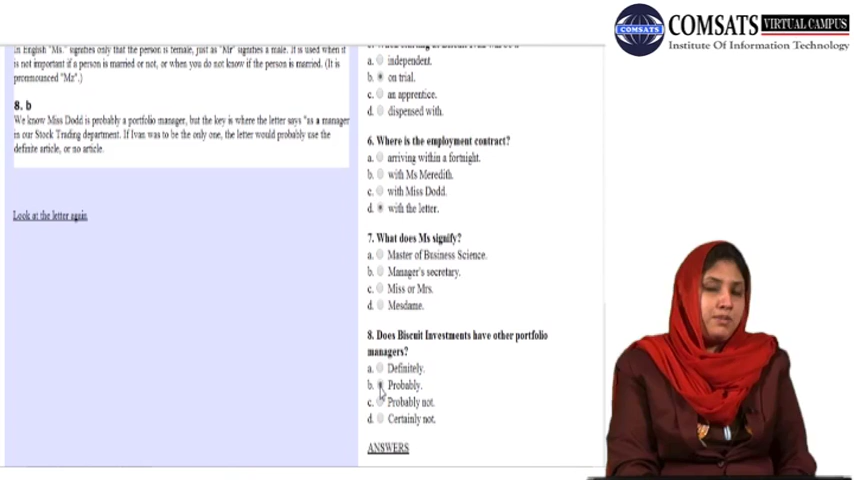 In English "Ms." signifies only that the person is female, just as "Mr" signifies a male. It is used when it
is not important if a person is married or not, or when you do not know if the person is married. (It is
prennounced "Mz".)
8. b
We know Miss Dodd is probably a portfolio manager, but the key is where the letter says "as a manager
in our Stock Trading department. If Ivan was to be the only one, the letter would probably use the
definite article, or no article.
Look at the letter again
a. independent.
b. on trial.
c. an apprentice.
d. dispensed with.
6. Where is the employment contract?
a. arriving within a fortnight.
b. with Ms Meredith.
c. with Miss Dodd.
d. with the letter.
7. What does Ms signify?
a. Master of Business Science.
b. Manager's secretary.
c. Miss or Mrs.
d. Mesdame.
8. Does Biscuit Investments have other portfolio
managers?
a. Definitely.
b. Probably.
c. Probably not.
d. Certainly not.
ANSWERS
COMSATS
COMSATS VIRTUAL CAMPUS
Institute Of Information Technology